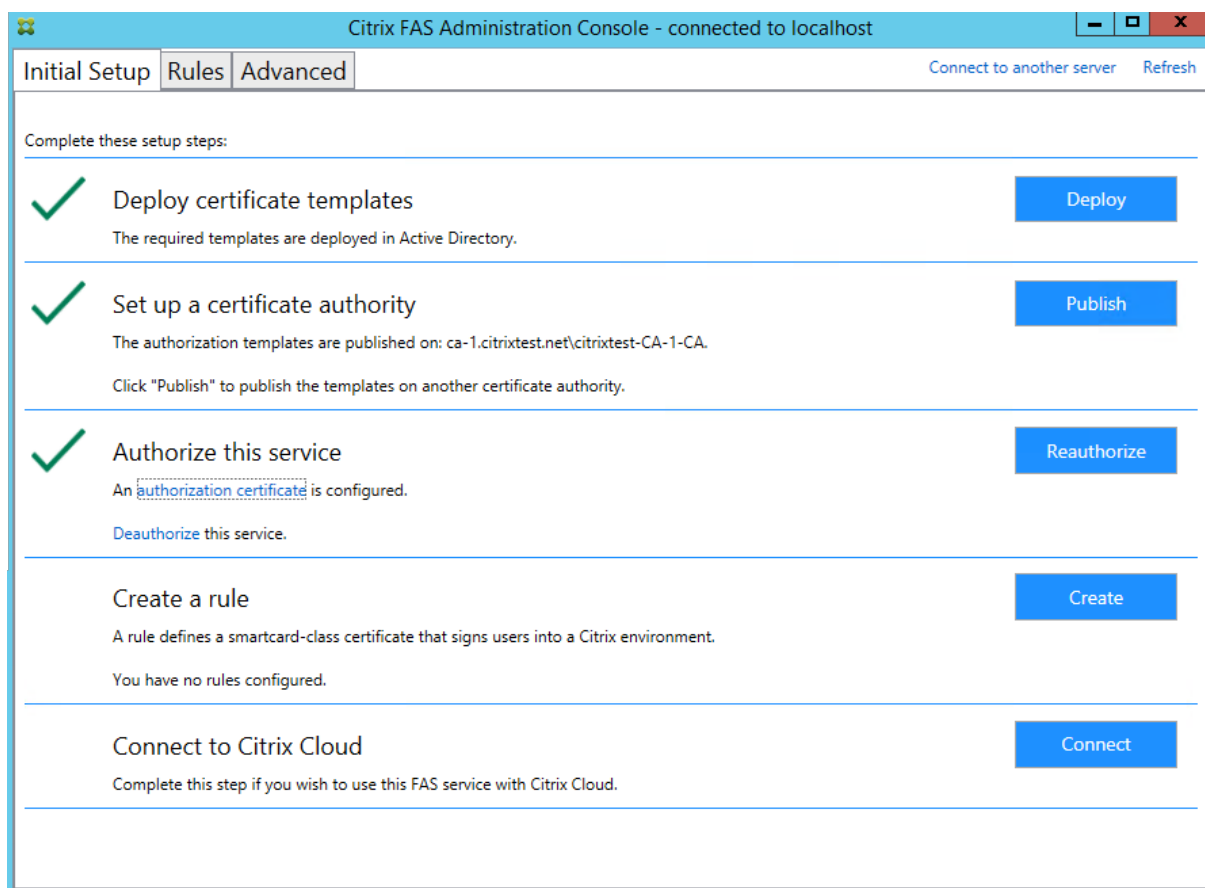 Citrix FAS Administration Console - connected to localhost
Initial Setup Rules Advanced Connect to another server Refresh
Complete these setup steps:
Deploy certificate templates Deploy
The required templates are deployed in Active Directory.
Set up a certificate authority Publish
The authorization templates are published on: ca-1.citrixtest.net\citrixtest-CA-1-CA.
Click "Publish" to publish the templates on another certificate authority.
Authorize this service Reauthorize
An authorization certificate is configured.
Deauthorize this service.
Create a rule Create
A rule defines a smartcard-class certificate that signs users into a Citrix environment.
You have no rules configured.
Connect to Citrix Cloud Connect
Complete this step if you wish to use this FAS service with Citrix Cloud.